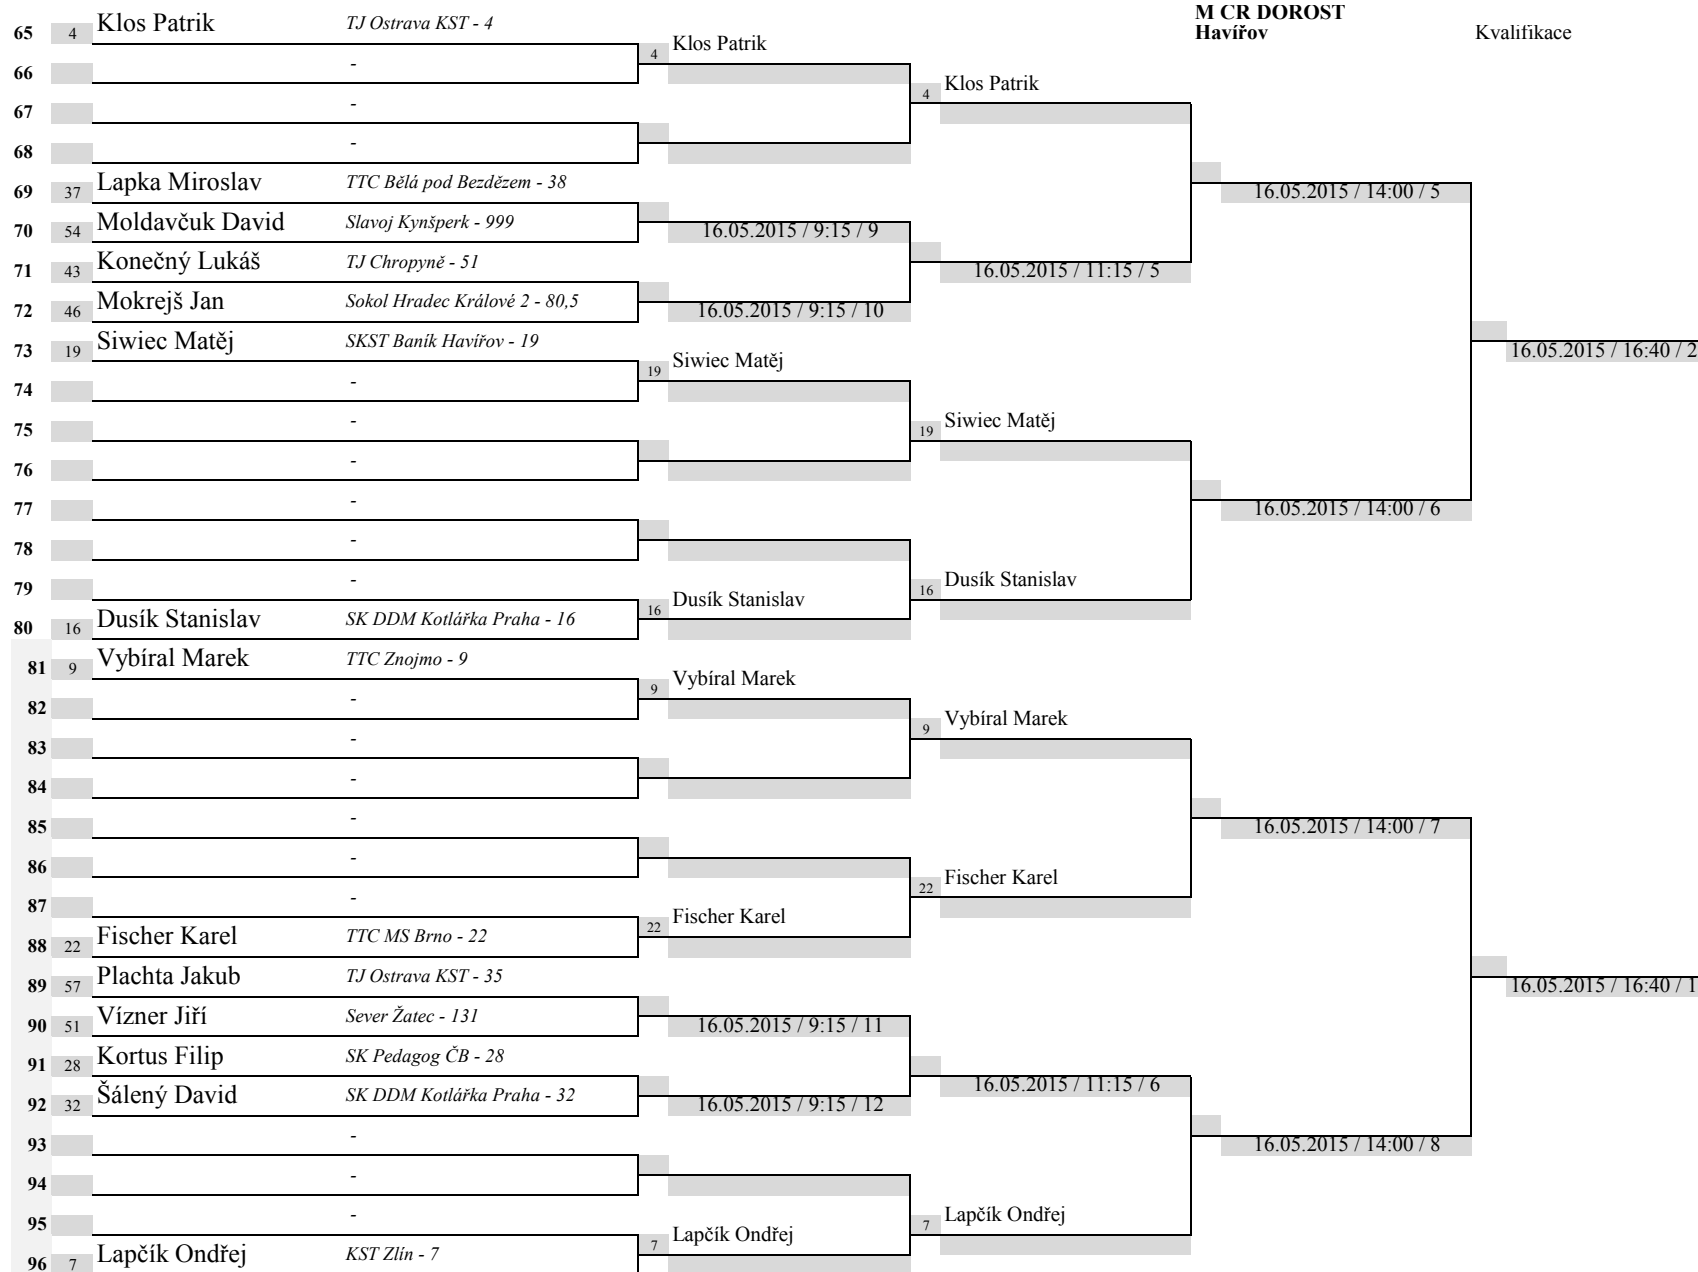 M CR DOROST
Havířov Kvalifikace
65 4 Klos Patrik TJ Ostrava KST - 4
4 Klos Patrik
66 -
4 Klos Patrik
67 -
68 -
69 37 Lapka Miroslav TTC Bělá pod Bezdězem - 38
16.05.2015 / 14:00 / 5
70 54 Moldavčuk David Slavoj Kynšperk - 999
16.05.2015 / 9:15 / 9
71 43 Konečný Lukáš TJ Chropyně - 51
16.05.2015 / 11:15 / 5
72 46 Mokrejš Jan Sokol Hradec Králové 2 - 80,5
16.05.2015 / 9:15 / 10
73 19 Siwiec Matěj SKST Baník Havířov - 19
16.05.2015 / 16:40 / 2
19 Siwiec Matěj
74 -
75 -
19 Siwiec Matěj
76 -
77 -
16.05.2015 / 14:00 / 6
78 -
79 -
16 Dusík Stanislav
16 Dusík Stanislav
80 16 Dusík Stanislav SK DDM Kotlářka Praha - 16
81 9 Vybíral Marek TTC Znojmo - 9
9 Vybíral Marek
82 -
9 Vybíral Marek
83 -
84 -
85 -
16.05.2015 / 14:00 / 7
86 -
22 Fischer Karel
87 -
22 Fischer Karel
88 22 Fischer Karel TTC MS Brno - 22
89 57 Plachta Jakub TJ Ostrava KST - 35
16.05.2015 / 16:40 / 1
90 51 Vízner Jiří Sever Žatec - 131
16.05.2015 / 9:15 / 11
91 28 Kortus Filip SK Pedagog ČB - 28
16.05.2015 / 11:15 / 6
92 32 Šálený David SK DDM Kotlářka Praha - 32
16.05.2015 / 9:15 / 12
93 -
16.05.2015 / 14:00 / 8
94 -
95 -
7 Lapčík Ondřej
7 Lapčík Ondřej
96 7 Lapčík Ondřej KST Zlín - 7